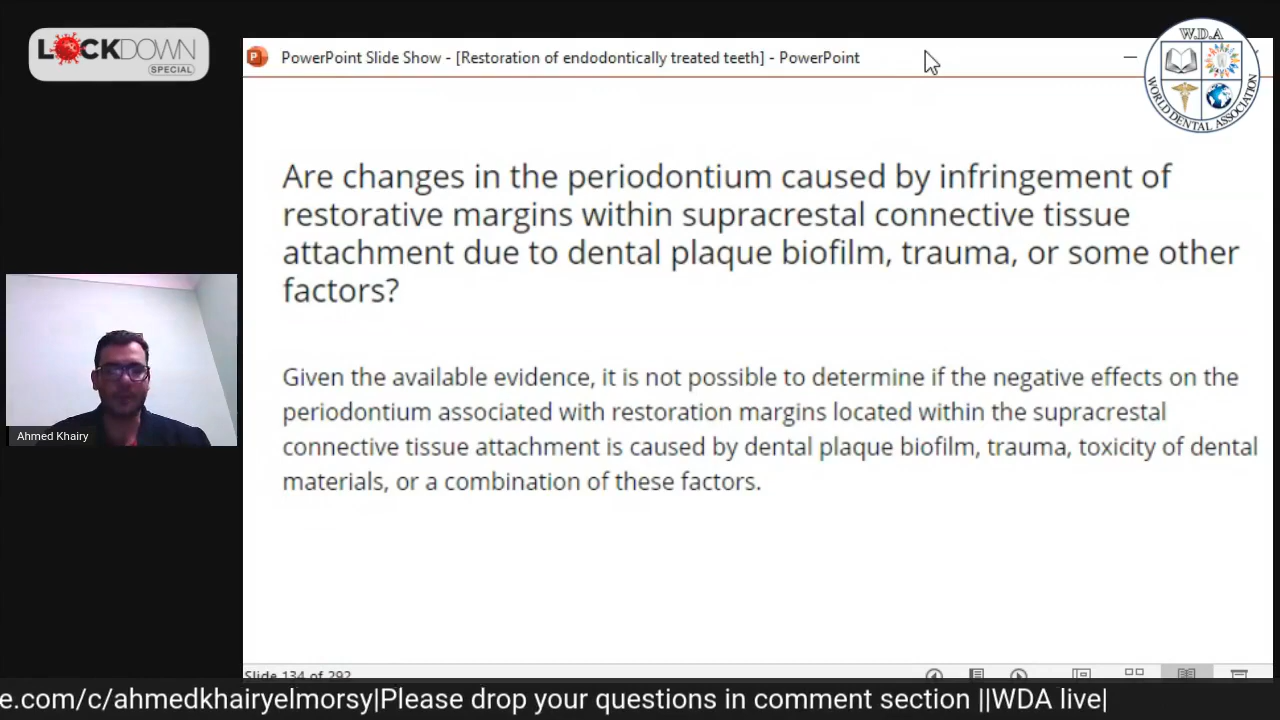 LOCKDOWN
SPECIAL
PowerPoint Slide Show - [Restoration of endodontically treated teeth] - PowerPoint
W.D.A
WORLD DENTAL ASSOCIATION
Are changes in the periodontium caused by infringement of
restorative margins within supracrestal connective tissue
attachment due to dental plaque biofilm, trauma, or some other
factors?
Given the available evidence, it is not possible to determine if the negative effects on the
periodontium associated with restoration margins located within the supracrestal
connective tissue attachment is caused by dental plaque biofilm, trauma, toxicity of dental
materials, or a combination of these factors.
Ahmed Khairy
Slide 134 of 292
e.com/c/ahmedkhairyelmorsy|Please drop your questions in comment section ||WDA live|